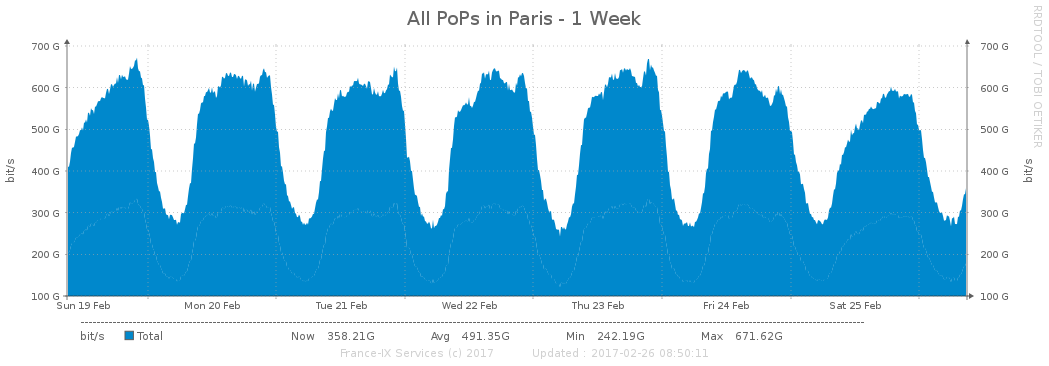 All PoPs in Paris - 1 Week
RRDTOOL / TOBI OETIKER
bit/s
700 G
600 G
500 G
400 G
300 G
200 G
100 G
700 G
600 G
500 G
400 G
300 G
200 G
100 G
bit/s
Sun 19 Feb Mon 20 Feb Tue 21 Feb Wed 22 Feb Thu 23 Feb Fri 24 Feb Sat 25 Feb
bit/s Total Now 358.21G Avg 491.35G Min 242.19G Max 671.62G
France-IX Services (c) 2017 Updated : 2017-02-26 08:50:11